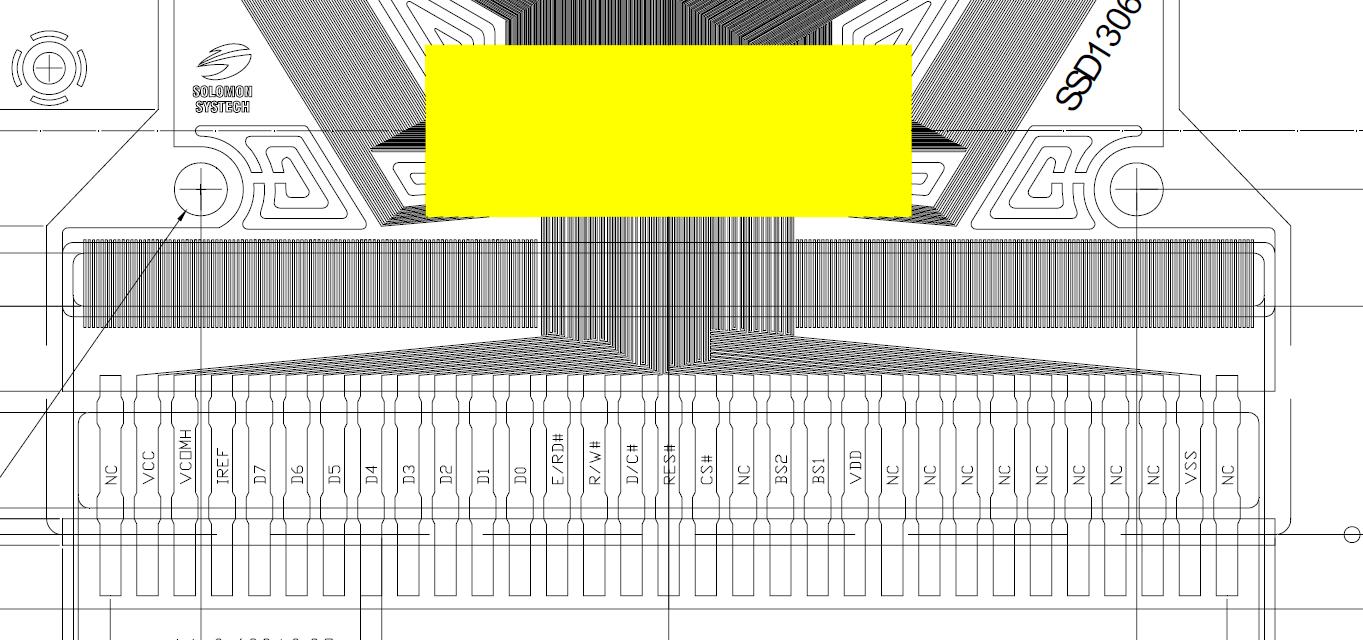 SOLOMON
SYSTECH
SSD1306
NC
VCC
VCOMH
IREF
D7
D6
D5
D4
D3
D2
D1
D0
E/RD#
R/W#
D/C#
RES#
CS#
NC
BS2
BS1
VDD
NC
NC
NC
NC
NC
NC
NC
NC
VSS
NC